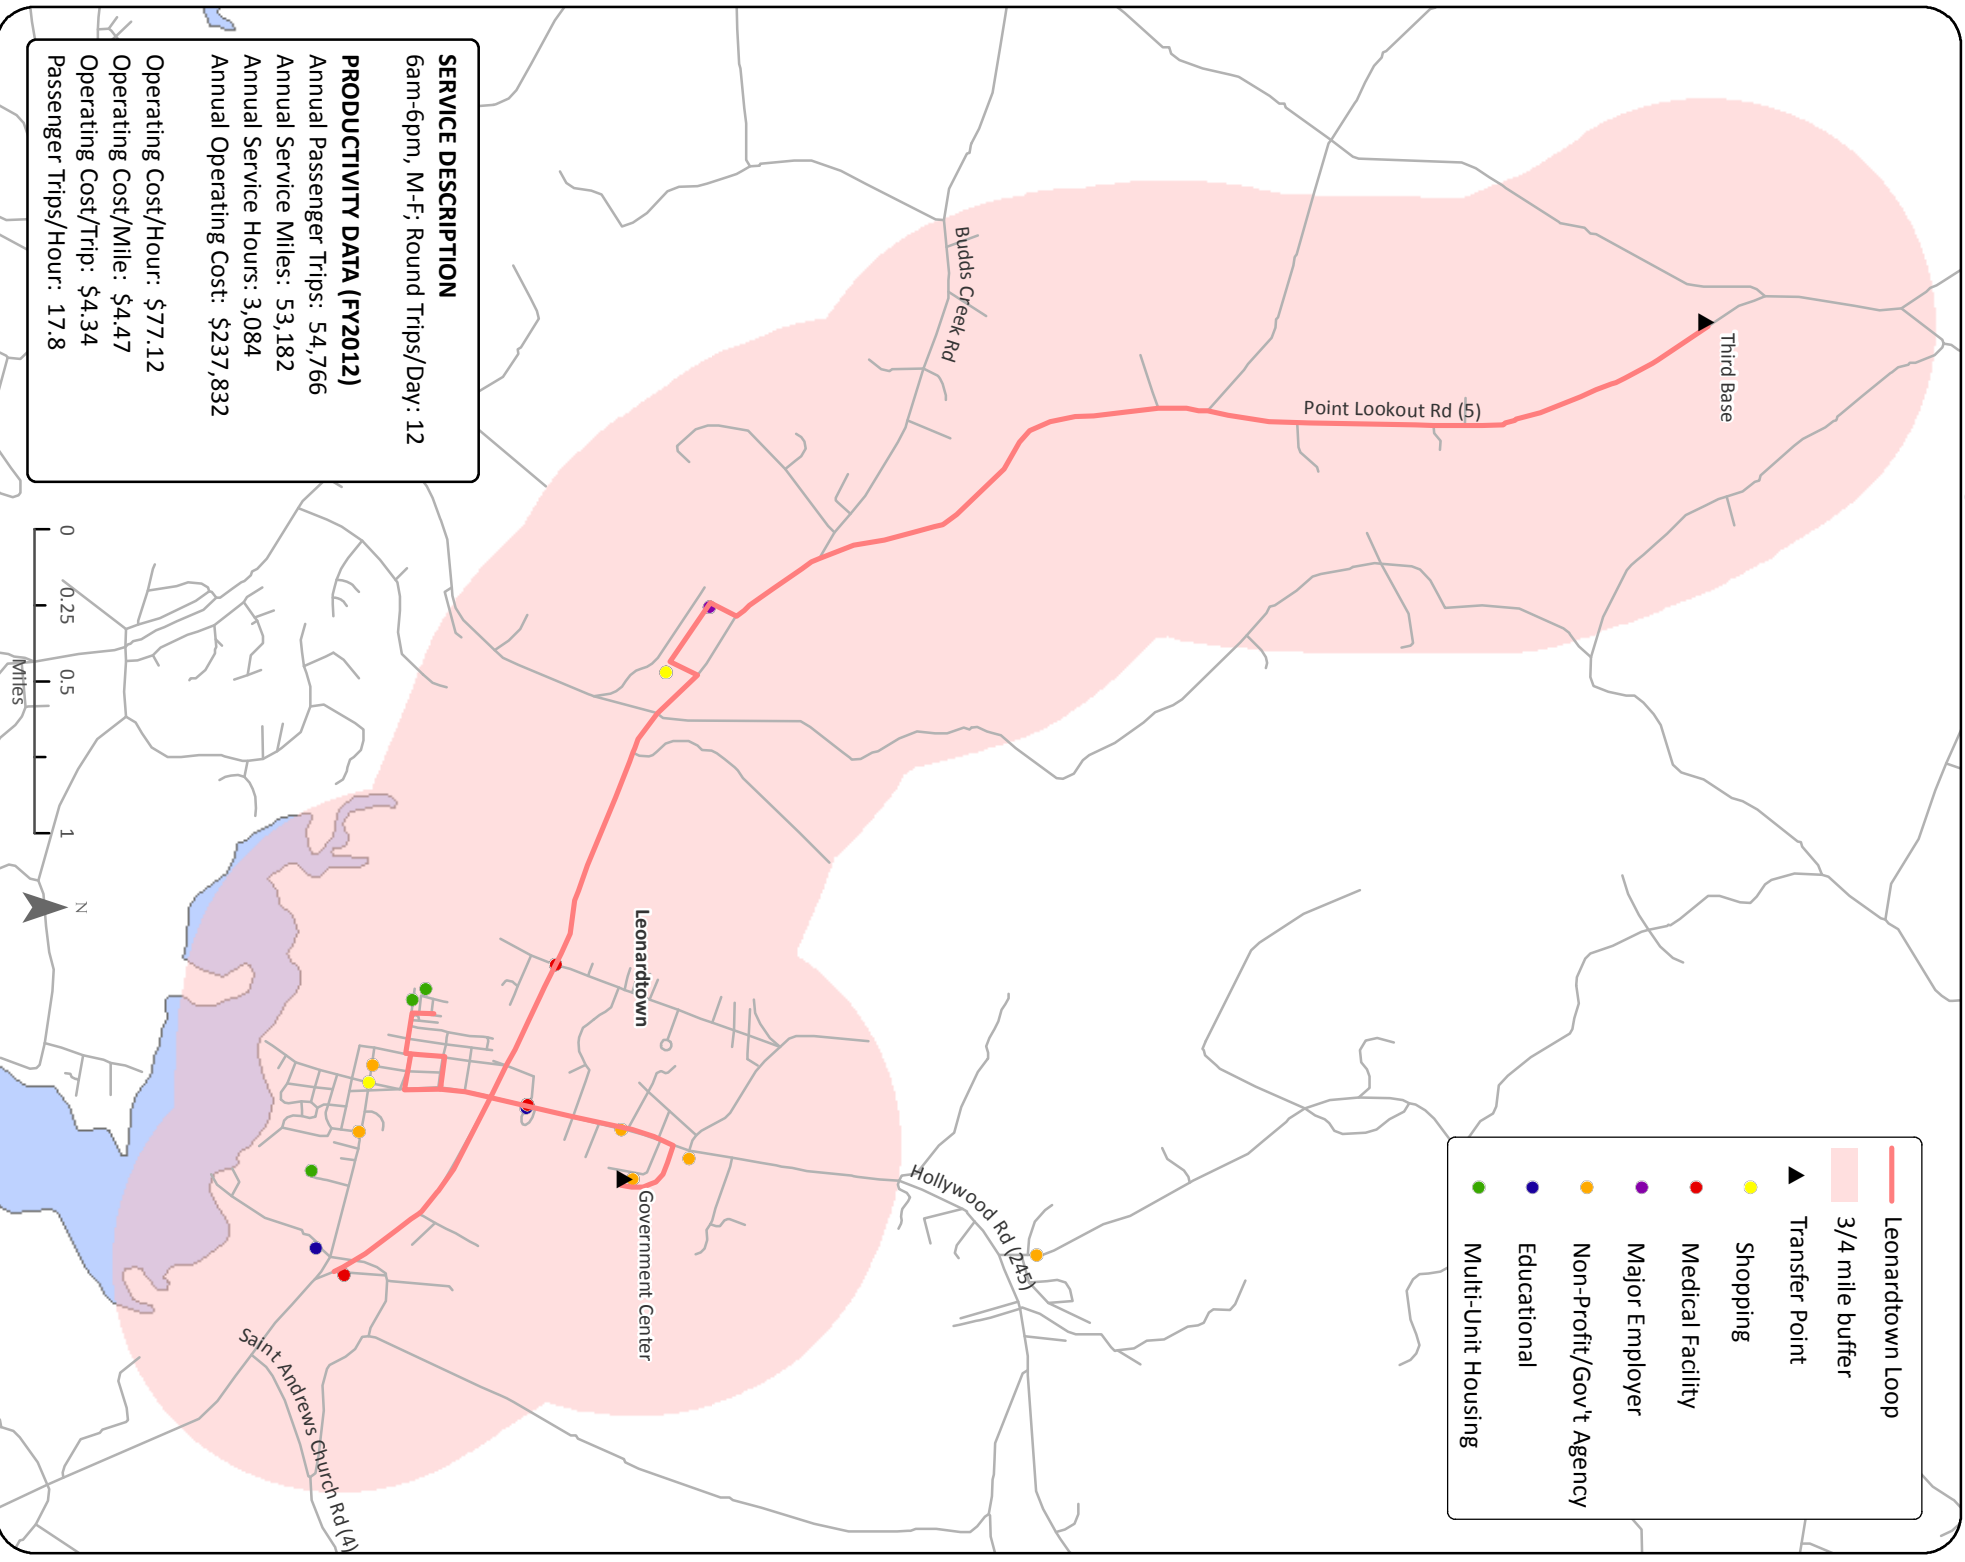 Leonardtown Loop
3/4 mile buffer
Transfer Point
Shopping
Medical Facility
Major Employer
Non-Profit/Gov't Agency
Educational
Multi-Unit Housing
Third Base
Point Lookout Rd (5)
Budds Creek Rd
Leonardtown
Government Center
Hollywood Rd (245)
Saint Andrews Church Rd (4)
SERVICE DESCRIPTION
6am-6pm, M-F; Round Trips/Day: 12
PRODUCTIVITY DATA (FY2012)
Annual Passenger Trips: 54,766
Annual Service Miles: 53,182
Annual Service Hours: 3,084
Annual Operating Cost: $237,832
Operating Cost/Hour: $77.12
Operating Cost/Mile: $4.47
Operating Cost/Trip: $4.34
Passenger Trips/Hour: 17.8
0 0.25 0.5 1
Miles
N